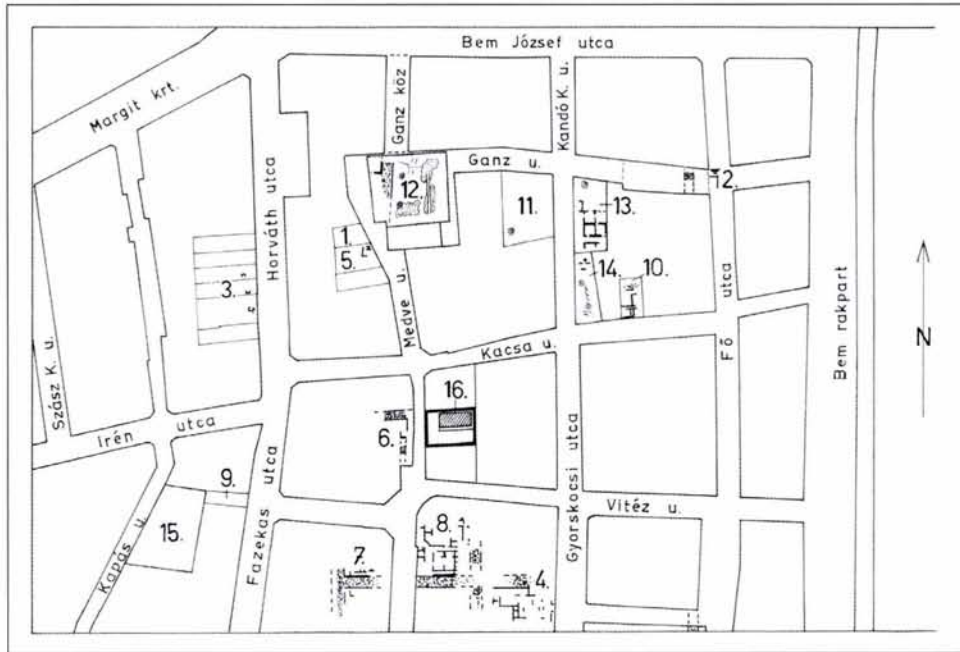 Bem József utca
Margit krt.
Ganz köz
Kandó K. u.
Ganz u.
12.
12.
13.
11.
Horváth utca
1.
5.
14.
10.
3.
Medve u.
Fő utca
Bem rakpart
N
Kacsa u.
Szász K. u.
16.
6.
Irén utca
9.
Fazekas utca
Gyorskocsi utca
Vitéz u.
15.
Kapás u.
8.
7.
4.